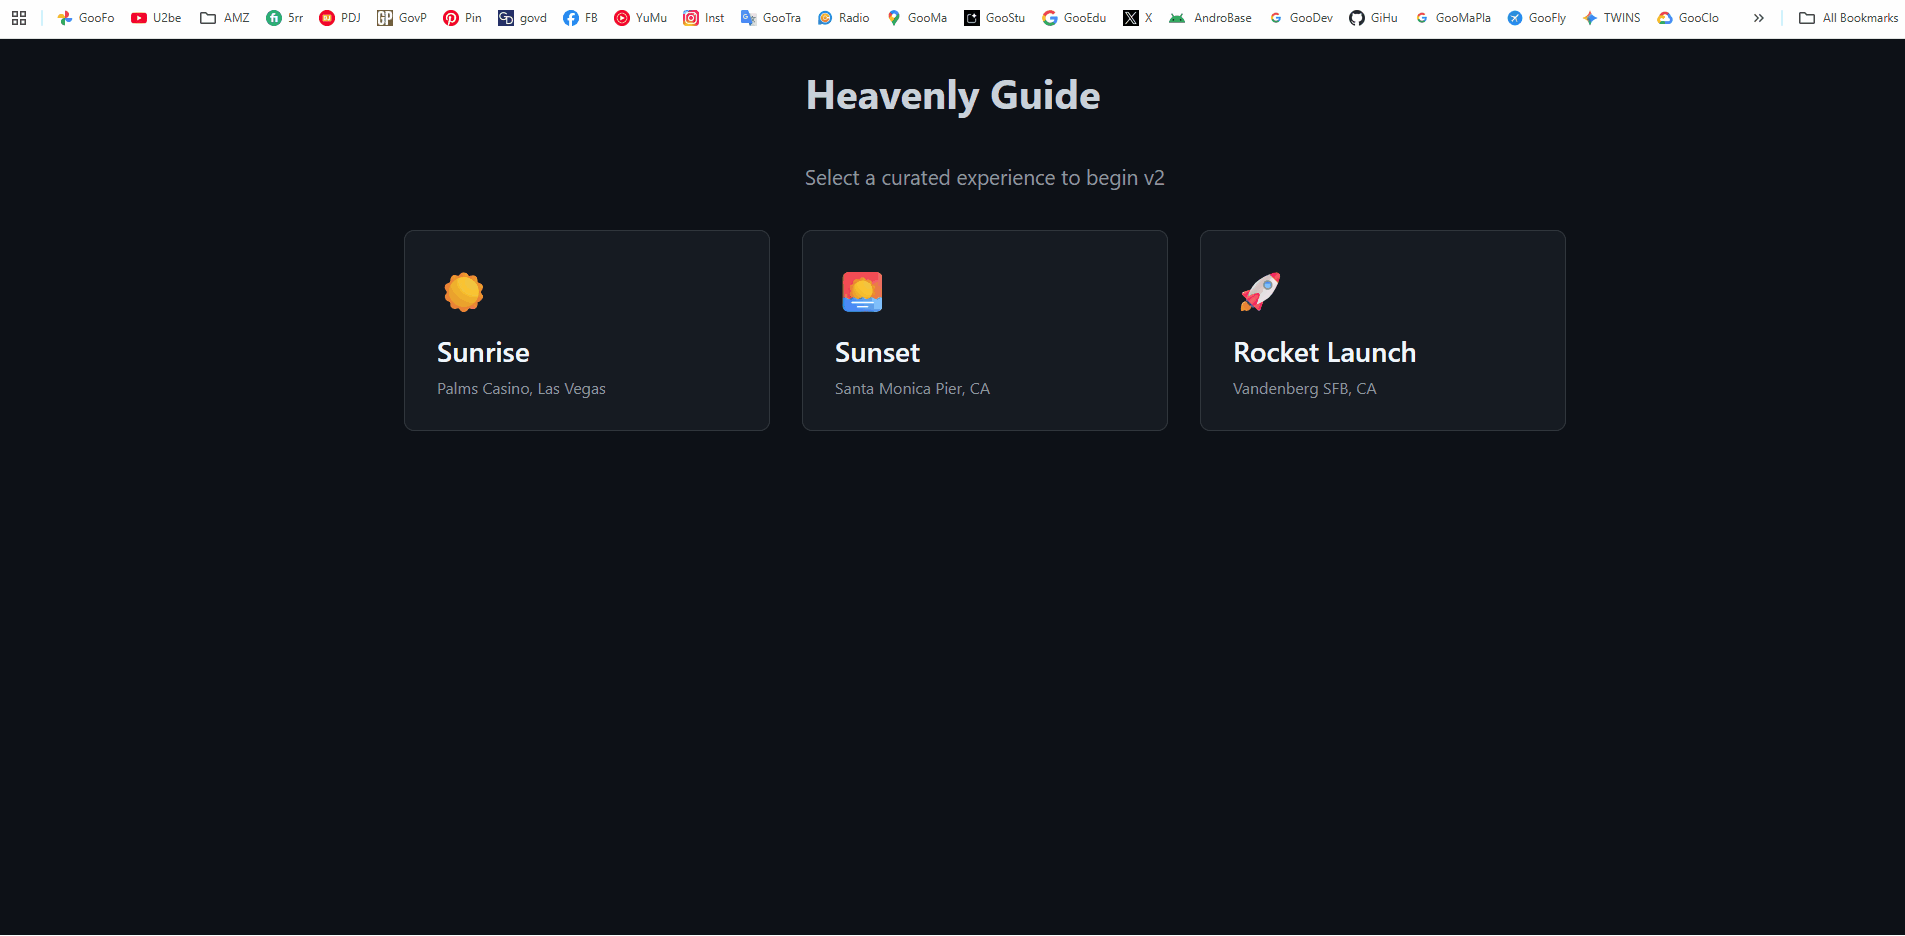 GooFo U2be AMZ 5rr PDJ GovP Pin govd FB YuMu Inst GooTra Radio GooMa GooStu GooEdu X AndroBase GooDev GiHu GooMaPla GooFly TWINS GooClo » All Bookmarks
Heavenly Guide
Select a curated experience to begin v2
Sunrise
Palms Casino, Las Vegas
Sunset
Santa Monica Pier, CA
Rocket Launch
Vandenberg SFB, CA